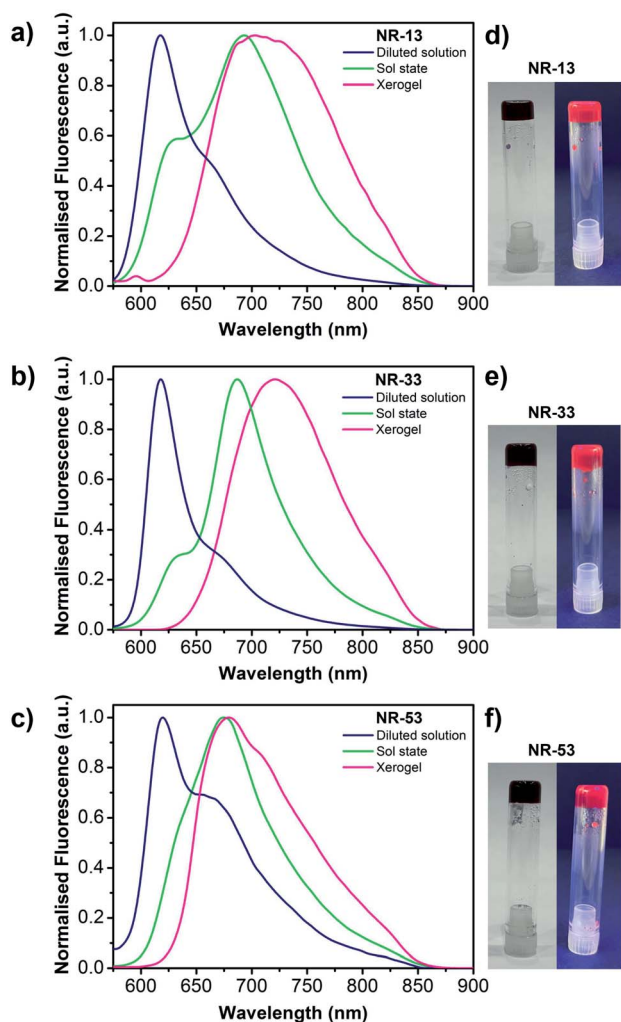 a)
NR-13
Diluted solution
Sol state
Xerogel
Normalised Fluorescence (a.u.)
1.0
0.8
0.6
0.4
0.2
0.0
600 650 700 750 800 850 900
Wavelength (nm)
d)
NR-13
b)
NR-33
Diluted solution
Sol state
Xerogel
Normalised Fluorescence (a.u.)
1.0
0.8
0.6
0.4
0.2
0.0
600 650 700 750 800 850 900
Wavelength (nm)
e)
NR-33
c)
NR-53
Diluted solution
Sol state
Xerogel
Normalised Fluorescence (a.u.)
1.0
0.8
0.6
0.4
0.2
0.0
600 650 700 750 800 850 900
Wavelength (nm)
f)
NR-53